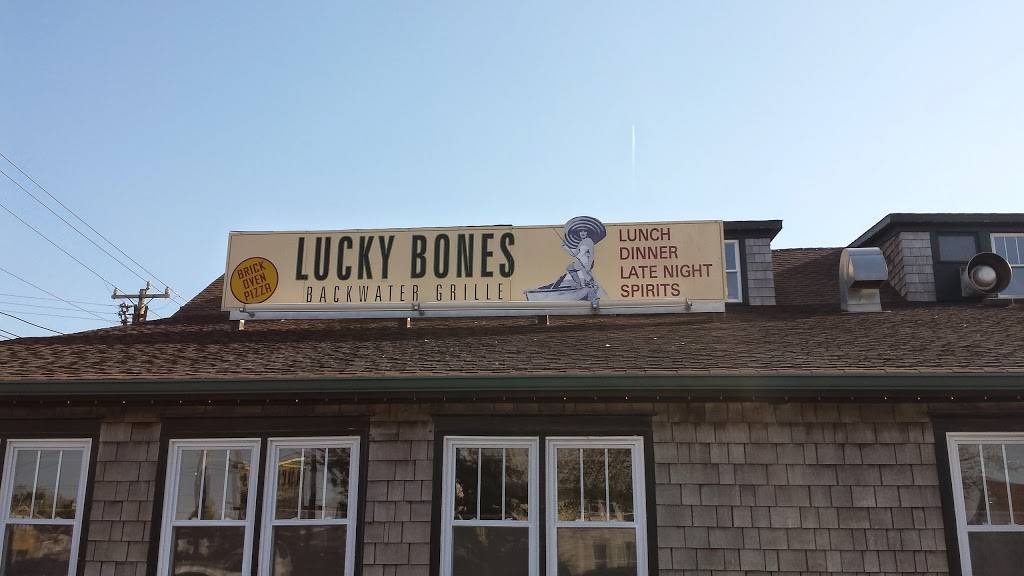 BRICK
OVEN
PIZZA
LUCKY BONES
BACKWATER GRILLE
LUNCH
DINNER
LATE NIGHT
SPIRITS